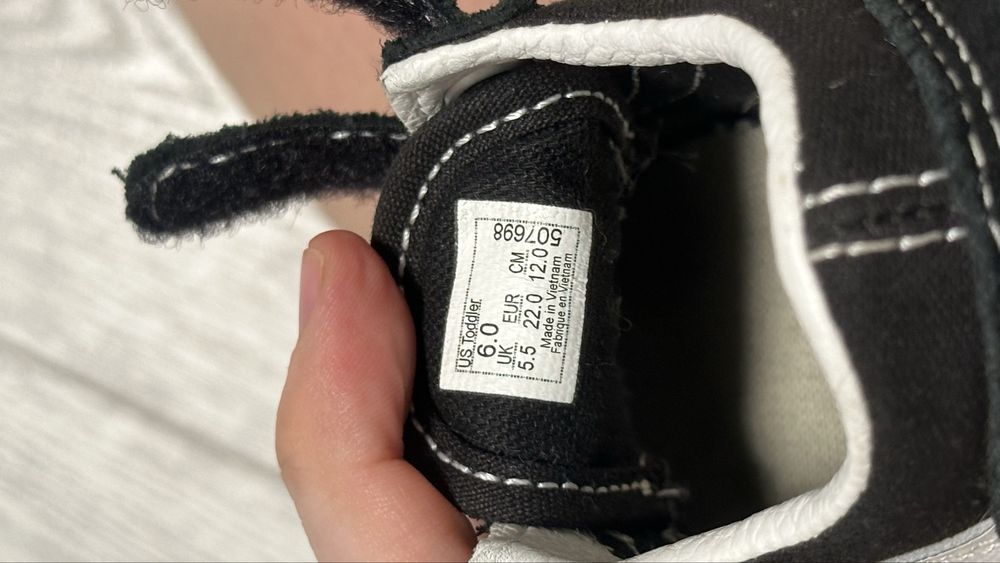 US Toddler
6.0
UK EUR CM
5.5 22.0 12.0
Made in Vietnam
Fabriqué en Vietnam
507698